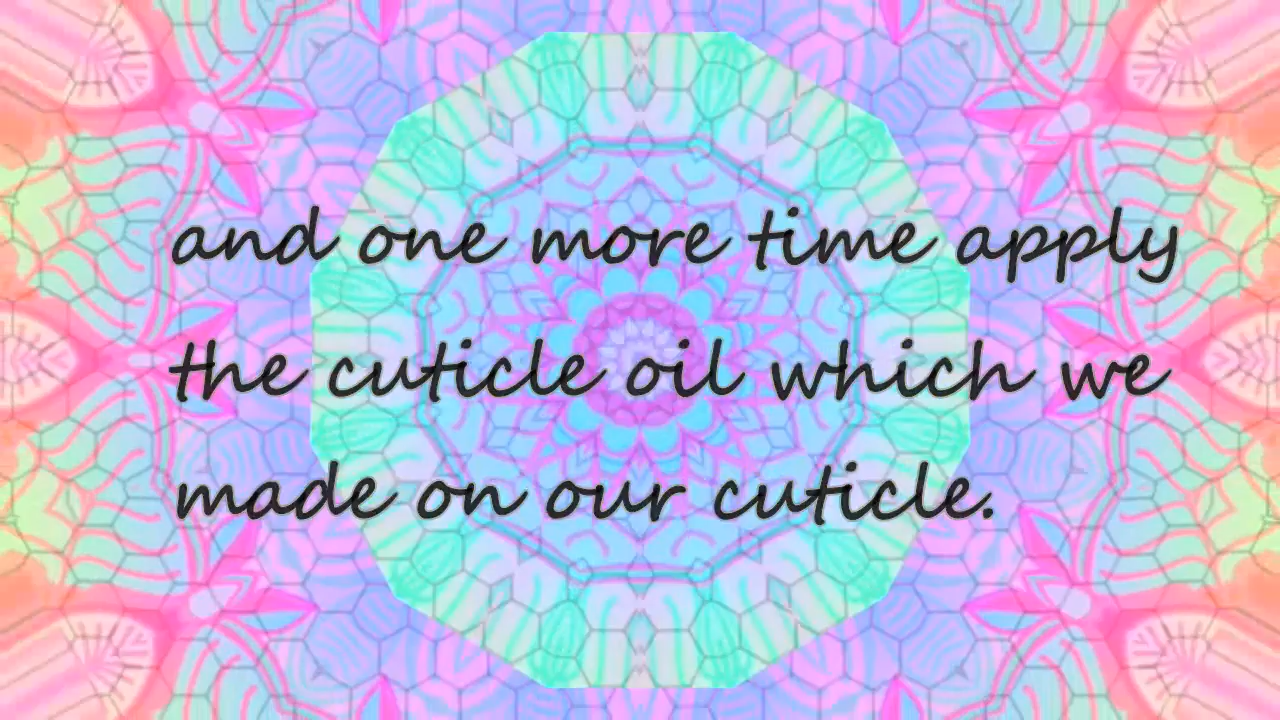 and one more time apply
the cuticle oil which we
made on our cuticle.